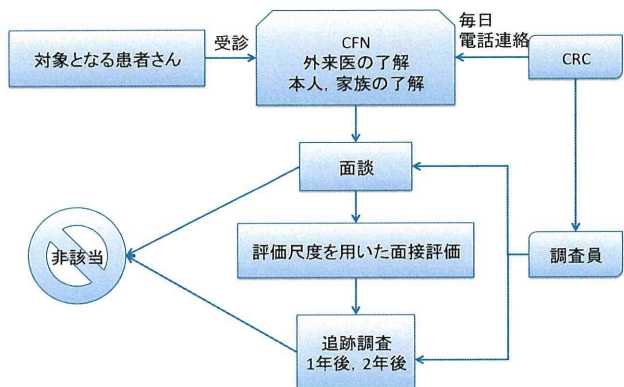 対象となる患者さん
受診
CFN
外来医の了解
本人，家族の了解
毎日
電話連絡
CRC
面談
非該当
評価尺度を用いた面接評価
調査員
追跡調査
1年後，2年後